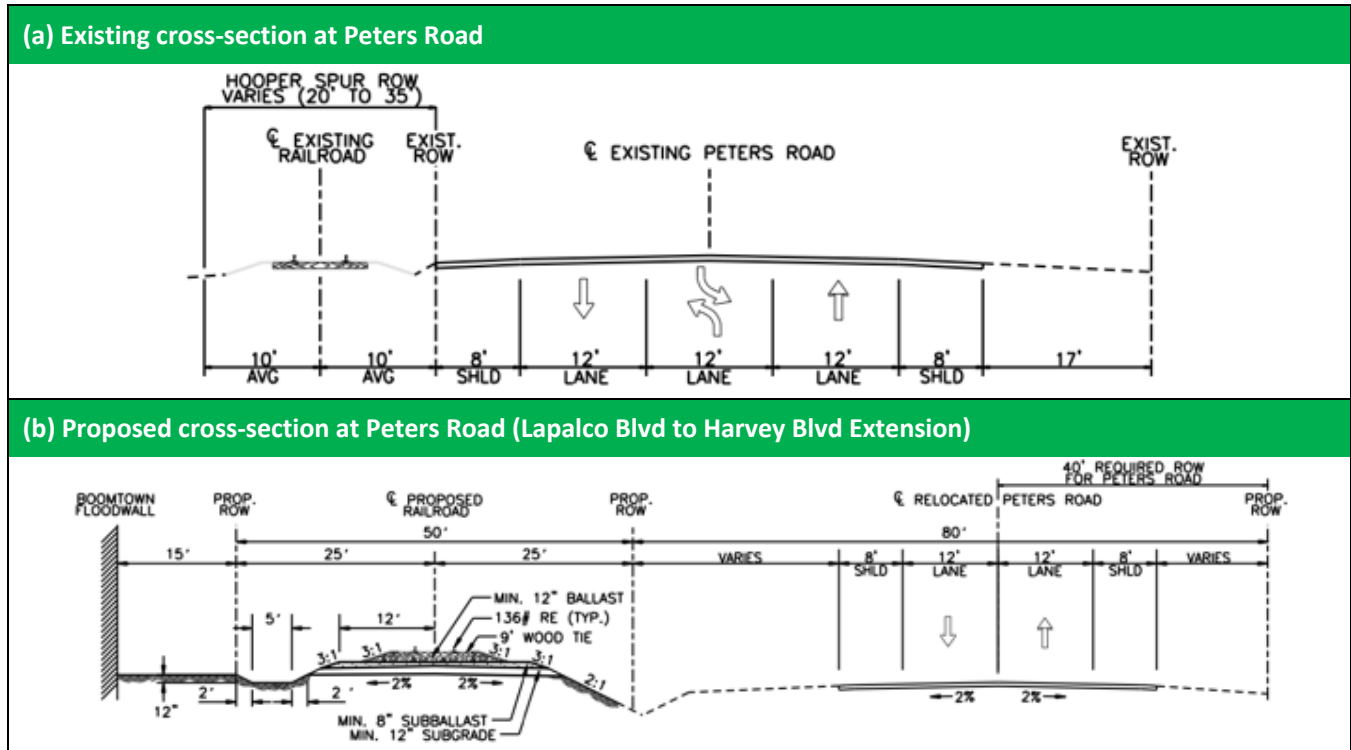 (a) Existing cross-section at Peters Road
HOOPER SPUR ROW
VARIES (20' TO 35')
℄ EXISTING
RAILROAD
EXIST.
ROW
℄ EXISTING PETERS ROAD
EXIST.
ROW
10'
AVG
10'
AVG
8'
SHLD
12'
LANE
12'
LANE
12'
LANE
8'
SHLD
17'
(b) Proposed cross-section at Peters Road (Lapalco Blvd to Harvey Blvd Extension)
40' REQUIRED ROW
FOR PETERS ROAD
BOOMTOWN
FLOODWALL
PROP.
ROW
℄ PROPOSED
RAILROAD
PROP.
ROW
℄ RELOCATED PETERS ROAD
PROP.
ROW
50'
80'
15'
25'
25'
VARIES
8'
SHLD
12'
LANE
12'
LANE
8'
SHLD
VARIES
5'
12'
MIN. 12" BALLAST
136# RE (TYP.)
9' WOOD TIE
3:1
3:1
3:1
3:1
2:1
2%
2%
2'
2'
12"
MIN. 8" SUBBALLAST
MIN. 12" SUBGRADE
2%
2%